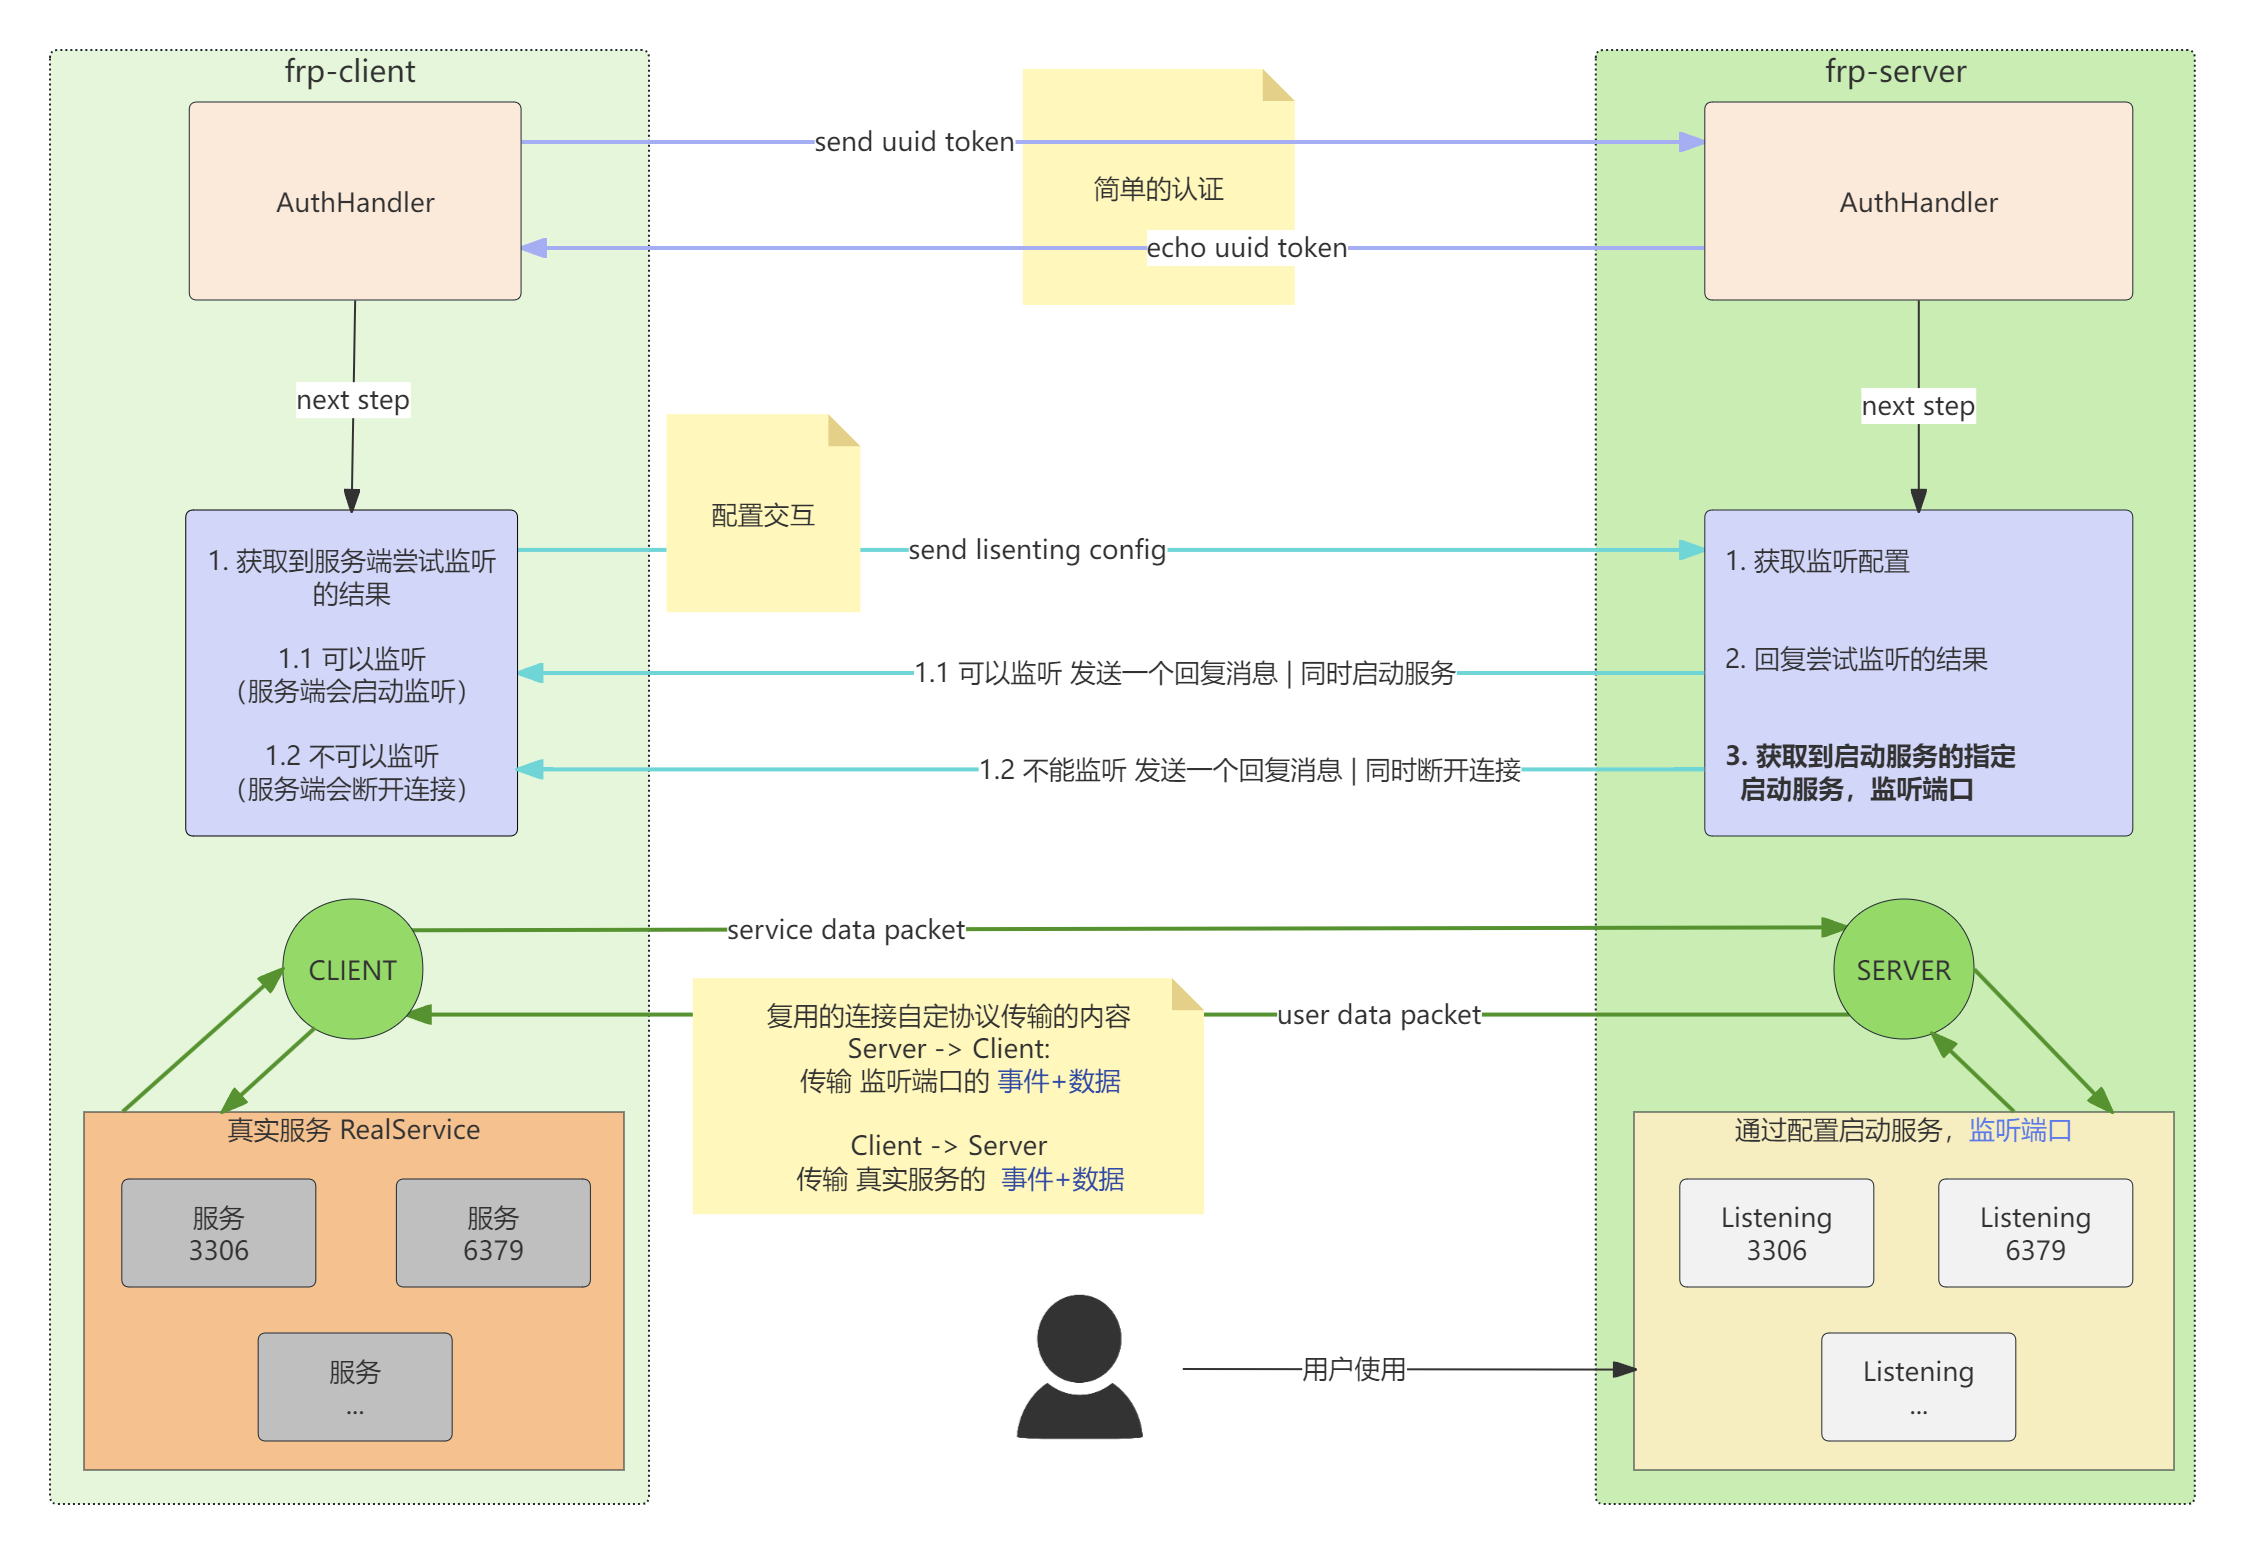 frp-client
frp-server
AuthHandler
send uuid token
简单的认证
echo uuid token
AuthHandler
next step
next step
配置交互
send lisenting config
1. 获取到服务端尝试监听
的结果
1.1 可以监听
（服务端会启动监听）
1.2 不可以监听
（服务端会断开连接）
1.1 可以监听 发送一个回复消息 | 同时启动服务
1.2 不能监听 发送一个回复消息 | 同时断开连接
1. 获取监听配置
2. 回复尝试监听的结果
3. 获取到启动服务的指定
启动服务，监听端口
CLIENT
service data packet
SERVER
user data packet
复用的连接自定协议传输的内容
Server -> Client:
传输 监听端口的 事件+数据
Client -> Server
传输 真实服务的 事件+数据
真实服务 RealService
服务
3306
服务
6379
服务
...
用户使用
通过配置启动服务，监听端口
Listening
3306
Listening
6379
Listening
...